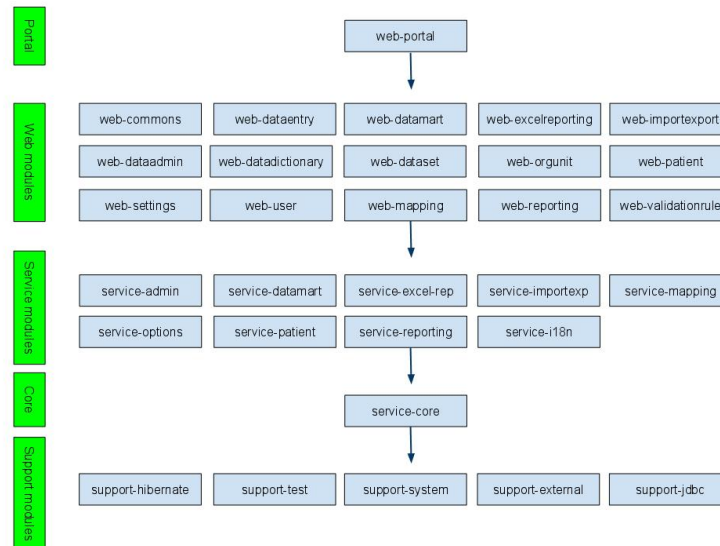 Portal
web-portal
Web modules
web-commons web-dataentry web-datamart web-excelreporting web-importexport
web-dataadmin web-datadictionary web-dataset web-orgunit web-patient
web-settings web-user web-mapping web-reporting web-validationrule
Service modules
service-admin service-datamart service-excel-rep service-importexp service-mapping
service-options service-patient service-reporting service-i18n
Core
service-core
Support modules
support-hibernate support-test support-system support-external support-jdbc